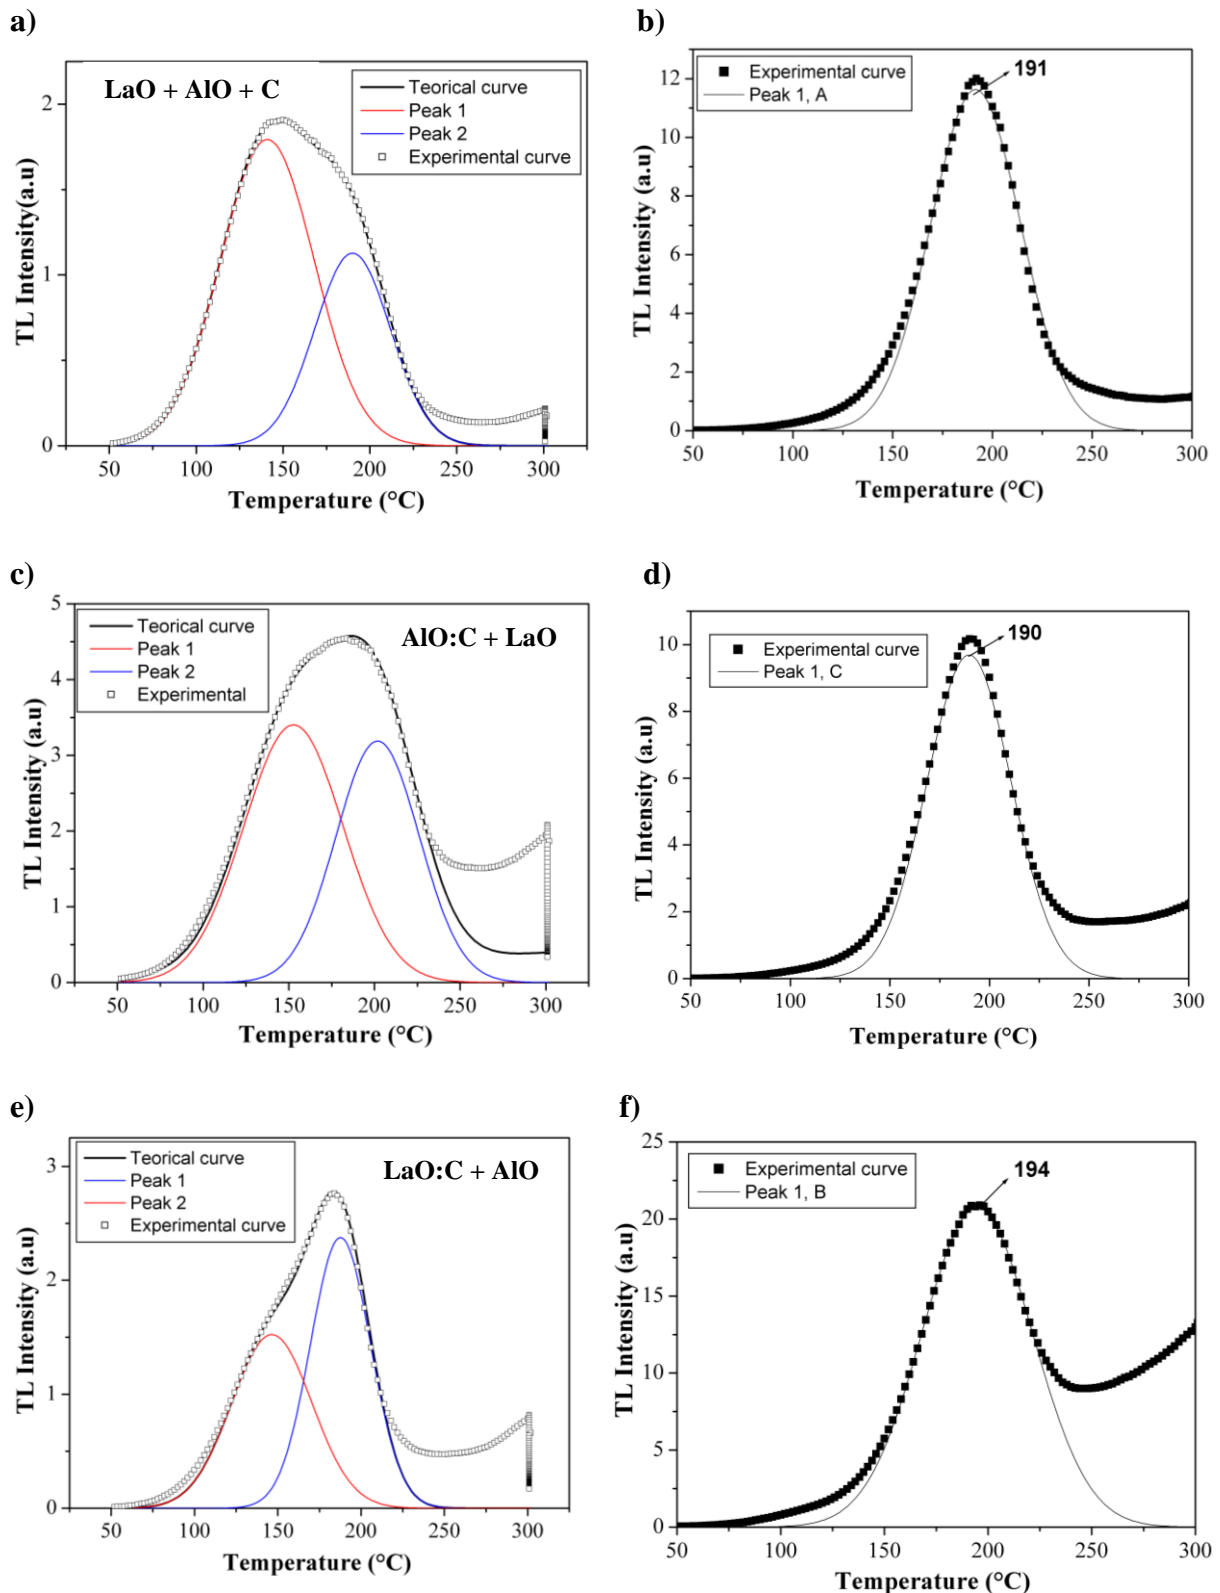 a)
LaO + AlO + C
Teorical curve
Peak 1
Peak 2
Experimental curve
2
1
0
TL Intensity(a.u)
50 100 150 200 250 300
Temperature (°C)
b)
Experimental curve
Peak 1, A
191
12
10
8
6
4
2
0
TL Intensity (a.u)
50 100 150 200 250 300
Temperature (°C)
c)
Teorical curve
Peak 1
Peak 2
Experimental
AlO:C + LaO
5
4
3
2
1
0
TL Intensity (a.u)
50 100 150 200 250 300
Temperature (°C)
d)
Experimental curve
Peak 1, C
190
10
8
6
4
2
0
TL Intensity (a.u)
50 100 150 200 250 300
Temperature (°C)
e)
Teorical curve
Peak 1
Peak 2
Experimental curve
LaO:C + AlO
3
2
1
0
TL Intensity (a.u)
50 100 150 200 250 300
Temperature (°C)
f)
Experimental curve
Peak 1, B
194
25
20
15
10
5
0
TL Intensity (a.u)
50 100 150 200 250 300
Temperature (°C)